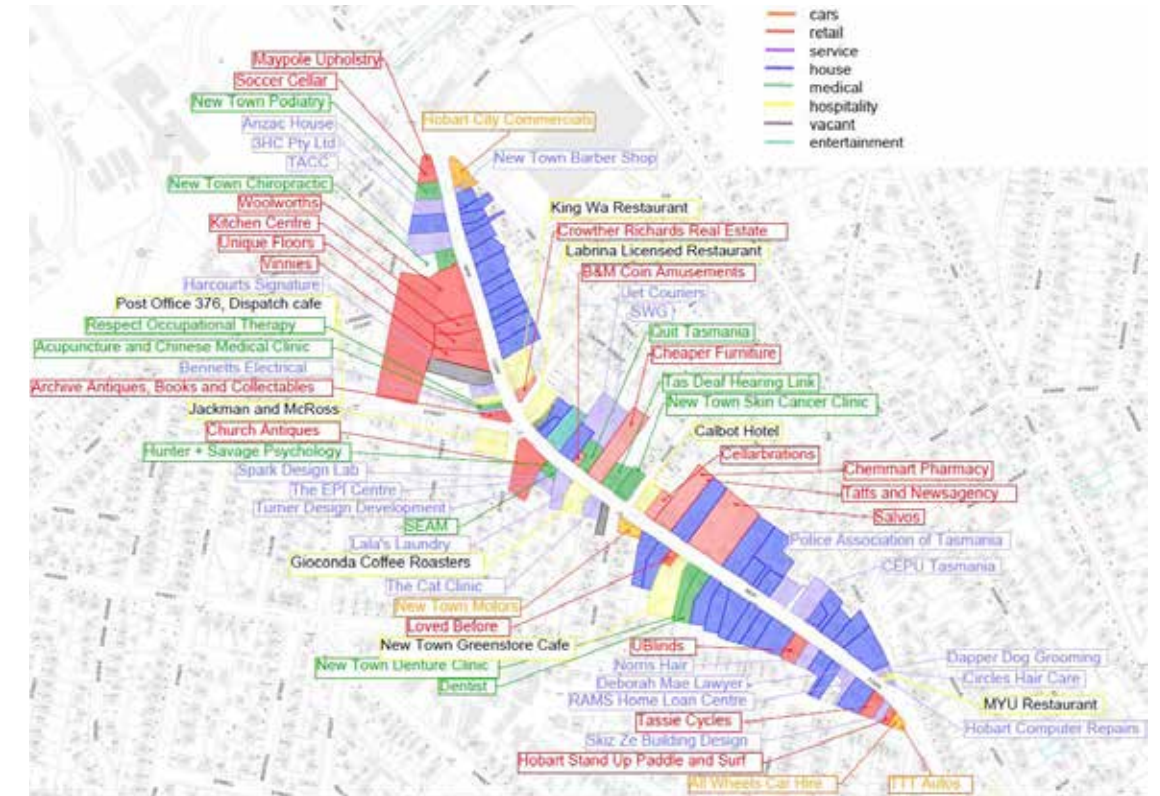 cars
retail
service
house
medical
hospitality
vacant
entertainment
Maypole Upholstry
Soccer Cellar
New Town Podiatry
Anzac House
3HC Pty Ltd
TACC
New Town Chiropractic
Woolworths
Kitchen Centre
Unique Floors
Vinnies
Harcourts Signature
Post Office 376, Dispatch cafe
Respect Occupational Therapy
Acupuncture and Chinese Medical Clinic
Bennetts Electrical
Archive Antiques, Books and Collectables
Jackman and McRoss
Church Antiques
Hunter + Savage Psychology
Spark Design Lab
The EPI Centre
Turner Design Development
SEAM
Lala's Laundry
Gioconda Coffee Roasters
The Cat Clinic
New Town Motors
Loved Before
New Town Greenstore Cafe
New Town Denture Clinic
Dentist
UBlinds
Norris Hair
Deborah Mae Lawyer
RAMS Home Loan Centre
Tassie Cycles
Skiz Ze Building Design
Hobart Stand Up Paddle and Surf
All Wheels Car Hire
TTT Autos
Hobart City Commercials
New Town Barber Shop
King Wa Restaurant
Crowther Richards Real Estate
Labrina Licensed Restaurant
B&M Coin Amusements
Jet Couriers
SWG
Quit Tasmania
Cheaper Furniture
Tas Deaf Hearing Link
New Town Skin Cancer Clinic
Calbot Hotel
Cellarbrations
Chemmart Pharmacy
Tatts and Newsagency
Salvos
Police Association of Tasmania
CEPU Tasmania
Dapper Dog Grooming
Circles Hair Care
MYU Restaurant
Hobart Computer Repairs